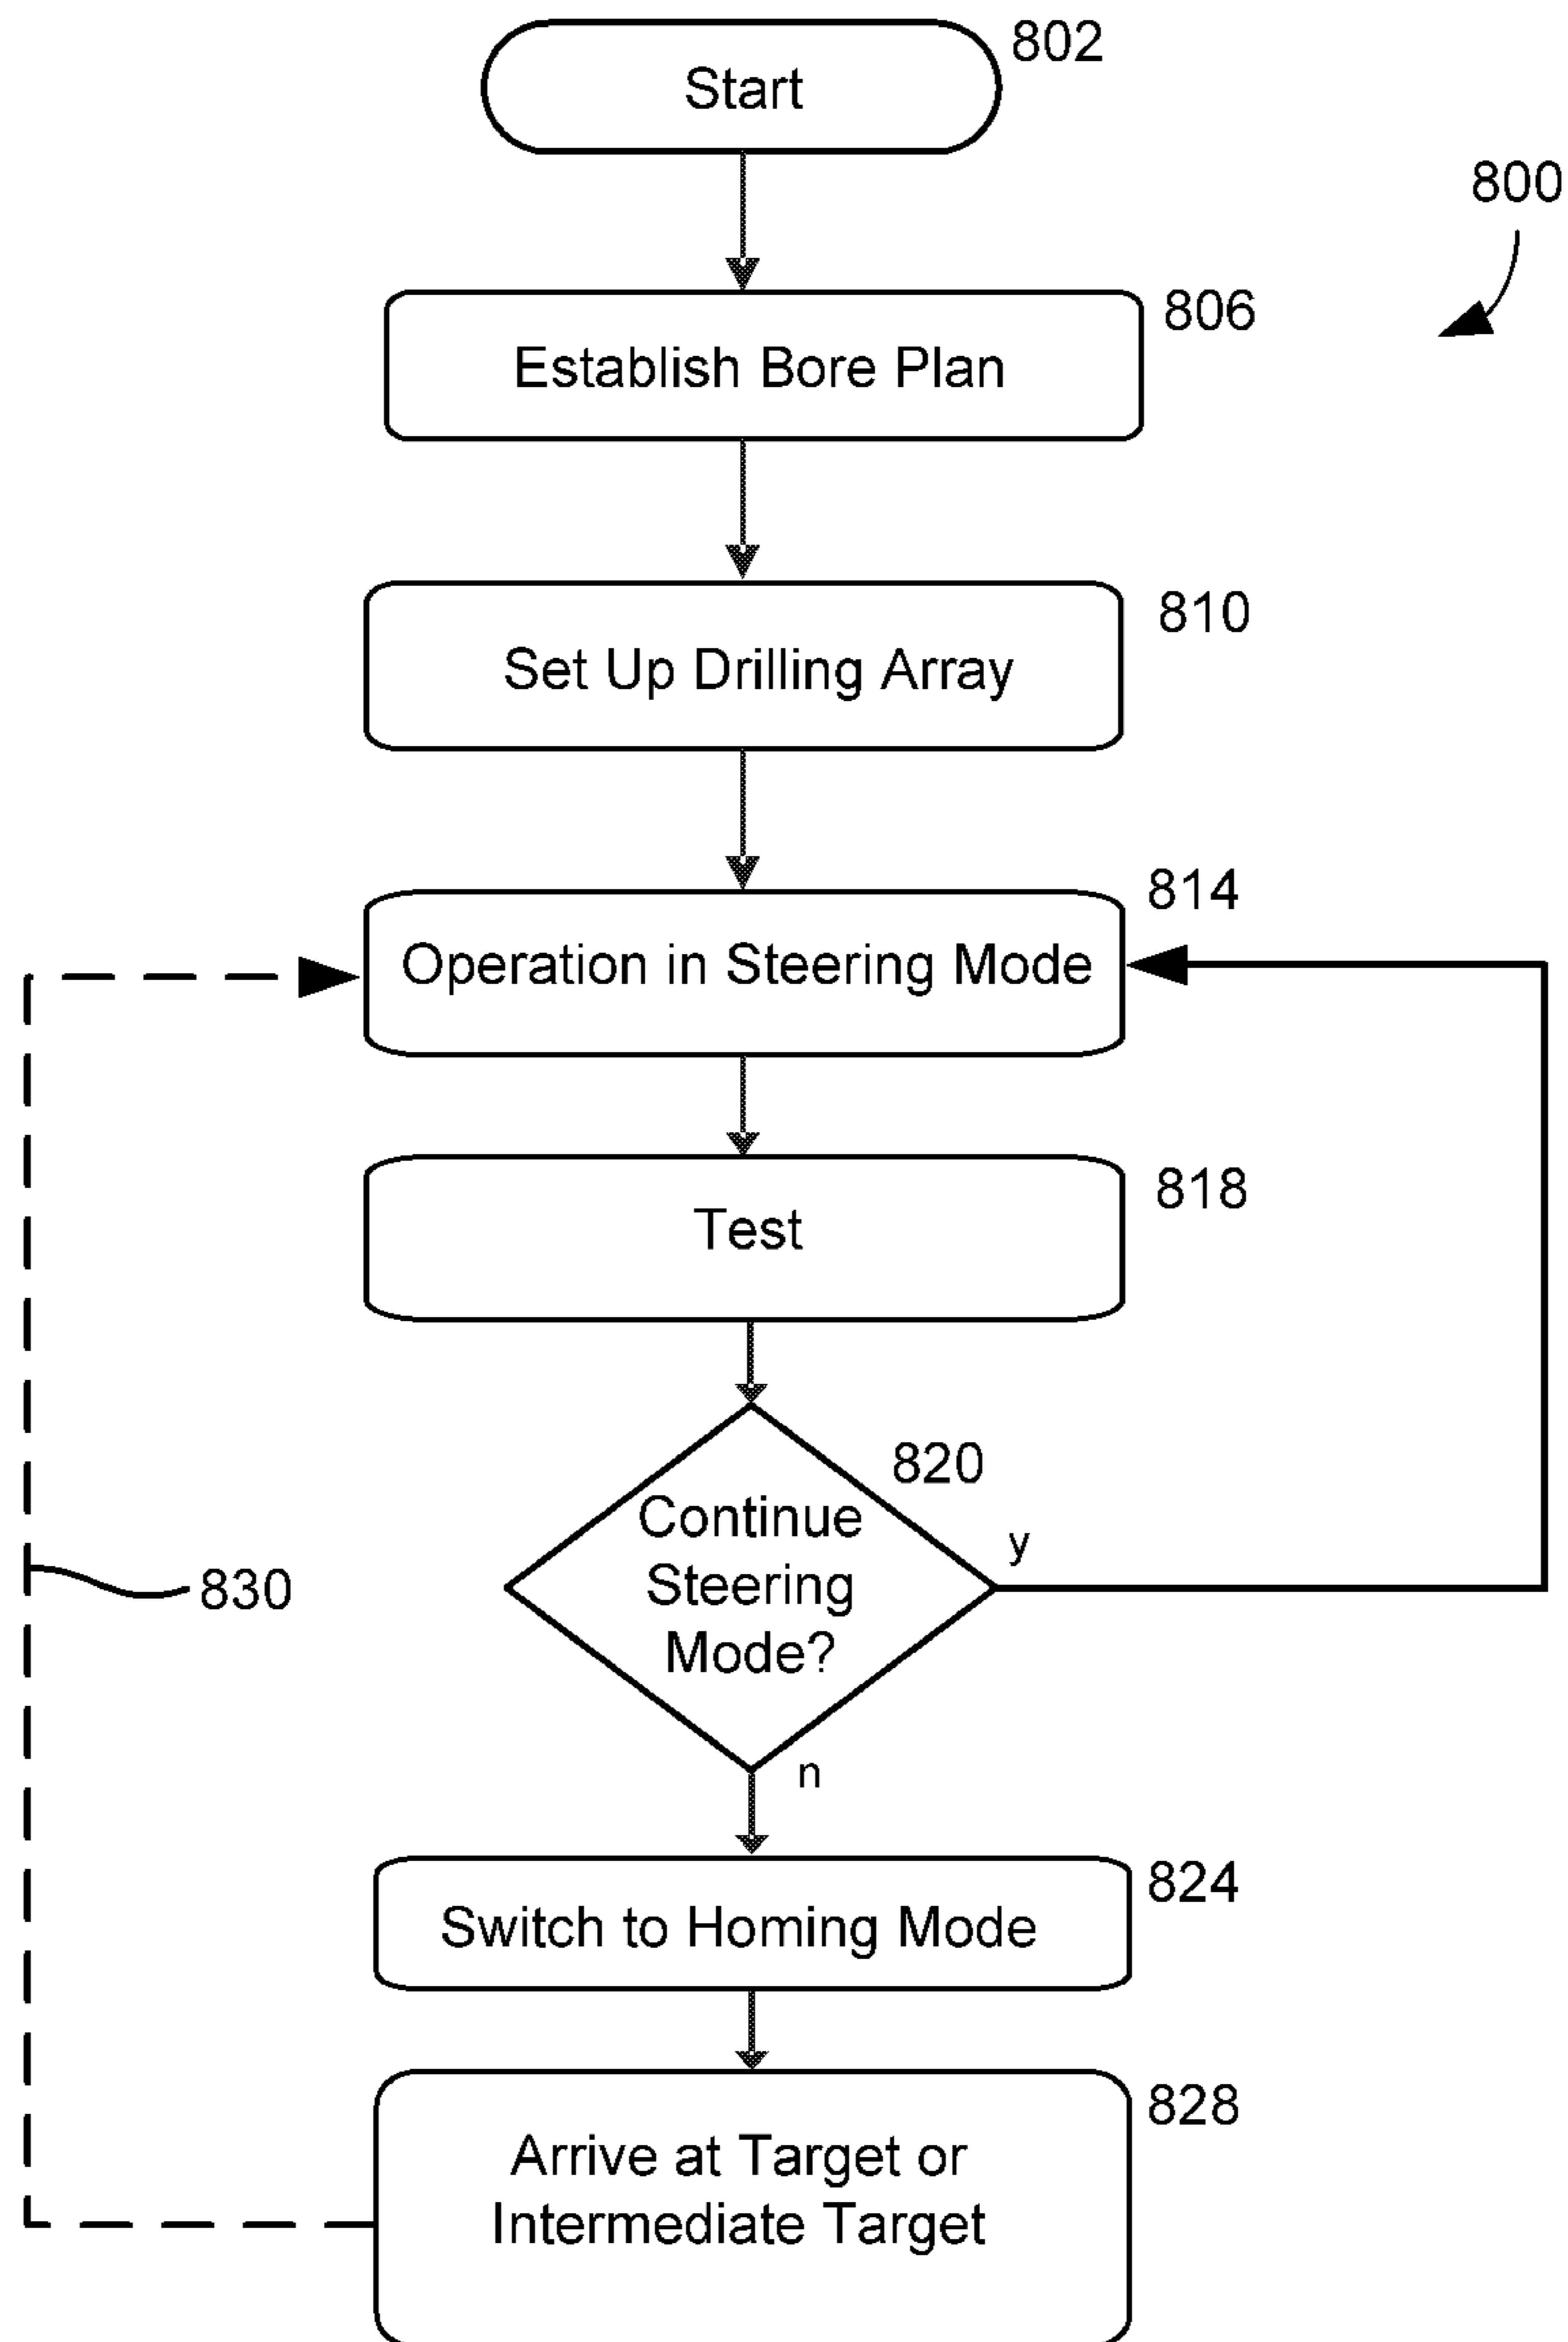 802
Start
800
806
Establish Bore Plan
810
Set Up Drilling Array
814
Operation in Steering Mode
818
Test
820
Continue
Steering
Mode?
y
830
n
824
Switch to Homing Mode
828
Arrive at Target or
Intermediate Target